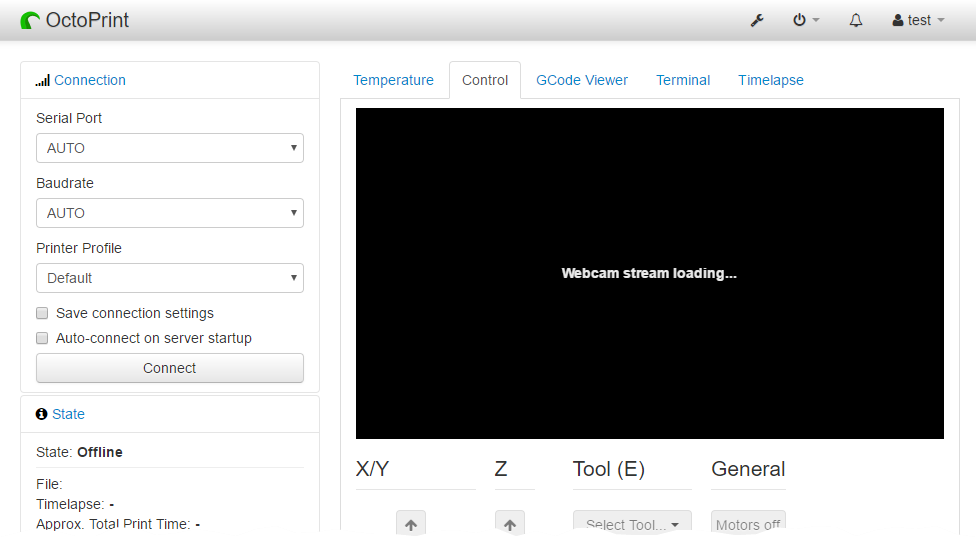 OctoPrint
test
Connection
Temperature
Control
GCode Viewer
Terminal
Timelapse
Serial Port
AUTO
Baudrate
AUTO
Printer Profile
Default
Save connection settings
Auto-connect on server startup
Connect
State
State: Offline
File:
Timelapse: -
Approx. Total Print Time: -
Webcam stream loading...
X/Y
Z
Tool (E)
General
Select Tool...
Motors off